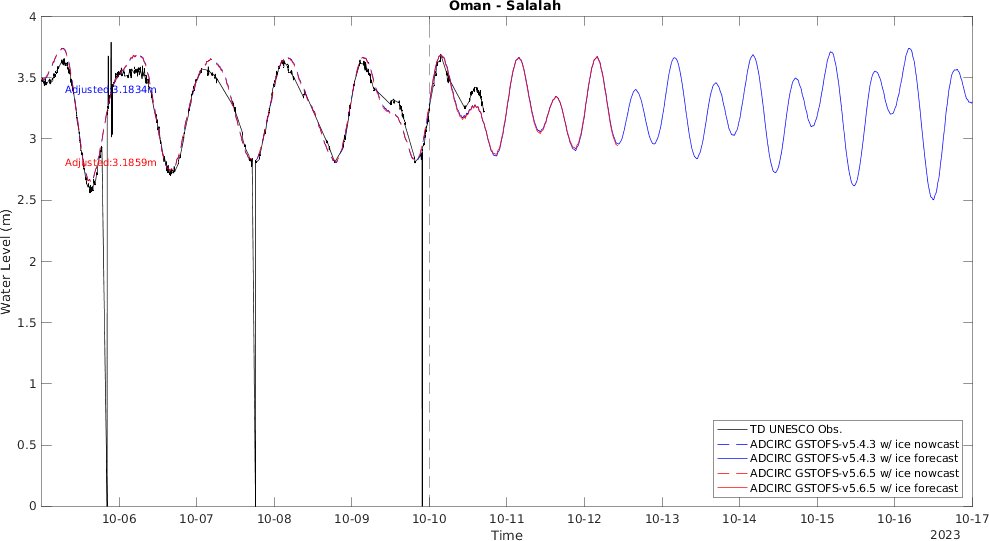 Oman - Salalah
4
3.5
3
2.5
2
1.5
1
0.5
0
Water Level (m)
Adjusted:3.1834m
Adjusted:3.1859m
TD UNESCO Obs.
ADCIRC GSTOFS-v5.4.3 w/ ice nowcast
ADCIRC GSTOFS-v5.4.3 w/ ice forecast
ADCIRC GSTOFS-v5.6.5 w/ ice nowcast
ADCIRC GSTOFS-v5.6.5 w/ ice forecast
10-06 10-07 10-08 10-09 10-10 10-11 10-12 10-13 10-14 10-15 10-16 10-17
Time
2023